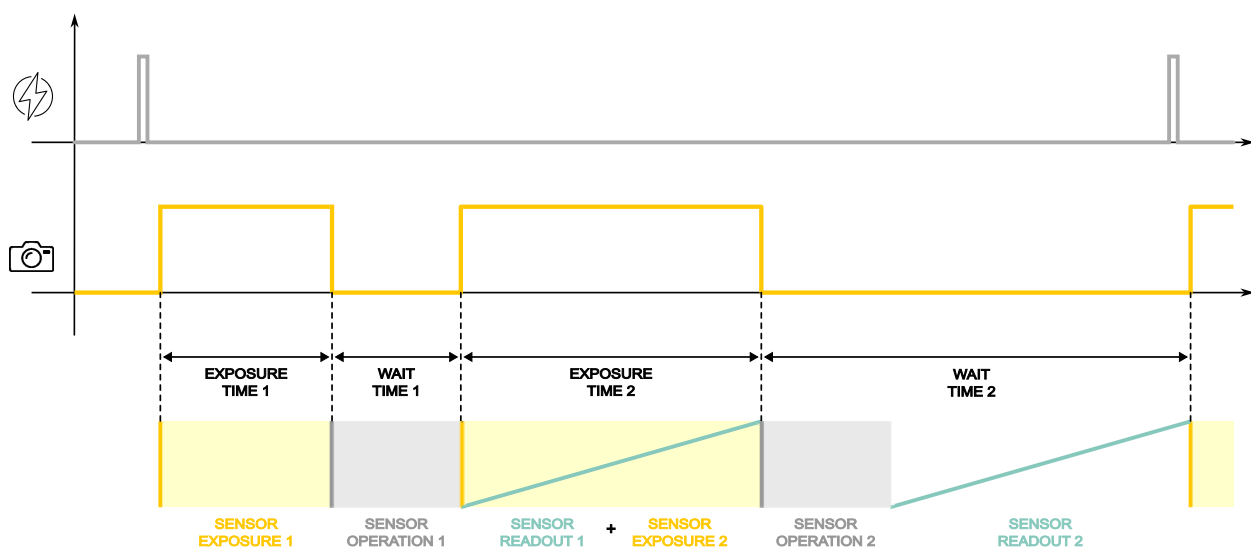 EXPOSURE
TIME 1
WAIT
TIME 1
EXPOSURE
TIME 2
WAIT
TIME 2
SENSOR
EXPOSURE 1
SENSOR
OPERATION 1
SENSOR
READOUT 1
+
SENSOR
EXPOSURE 2
SENSOR
OPERATION 2
SENSOR
READOUT 2